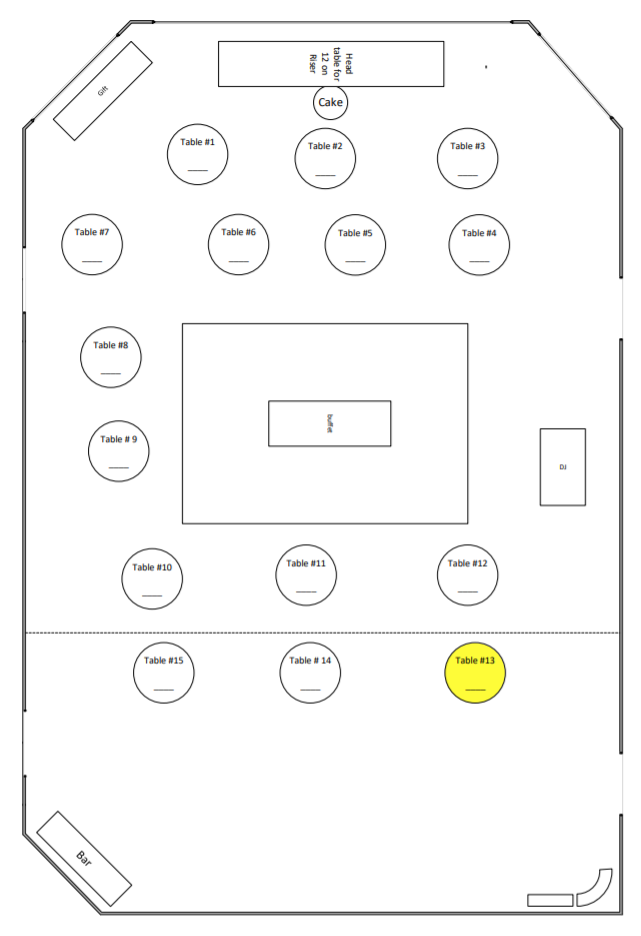 Gift
Head
table for
12 on
Riser
Cake
Table #1
____
Table #2
____
Table #3
____
Table #7
____
Table #6
____
Table #5
____
Table #4
____
Table #8
____
Table # 9
____
buffet
DJ
Table #10
____
Table #11
____
Table #12
____
Table #15
____
Table # 14
____
Table #13
____
Bar